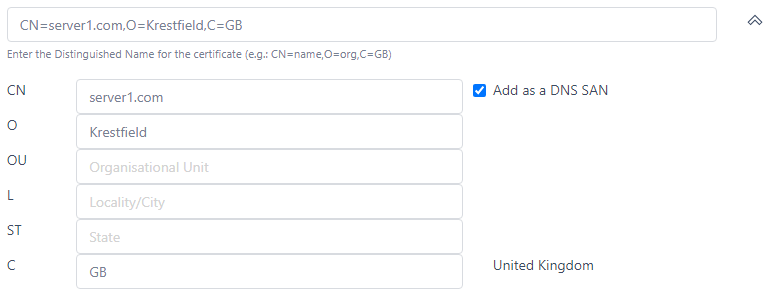 CN=server1.com,O=Krestfield,C=GB
Enter the Distinguished Name for the certificate (e.g.: CN=name,O=org,C=GB)
CN server1.com Add as a DNS SAN
O Krestfield
OU Organisational Unit
L Locality/City
ST State
C GB United Kingdom